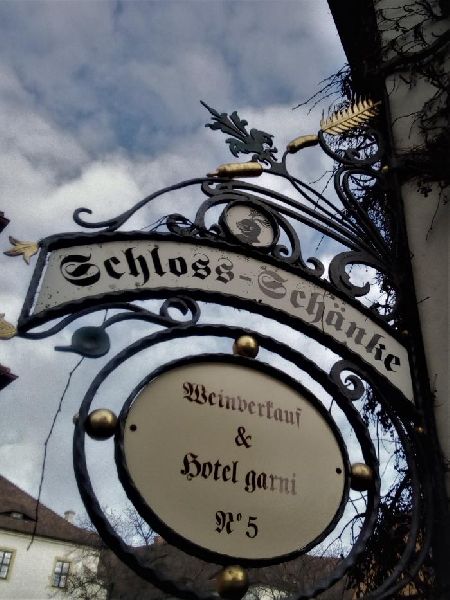 Schloss-Schänke
Weinverkauf
&
Hotel garni
Nº 5